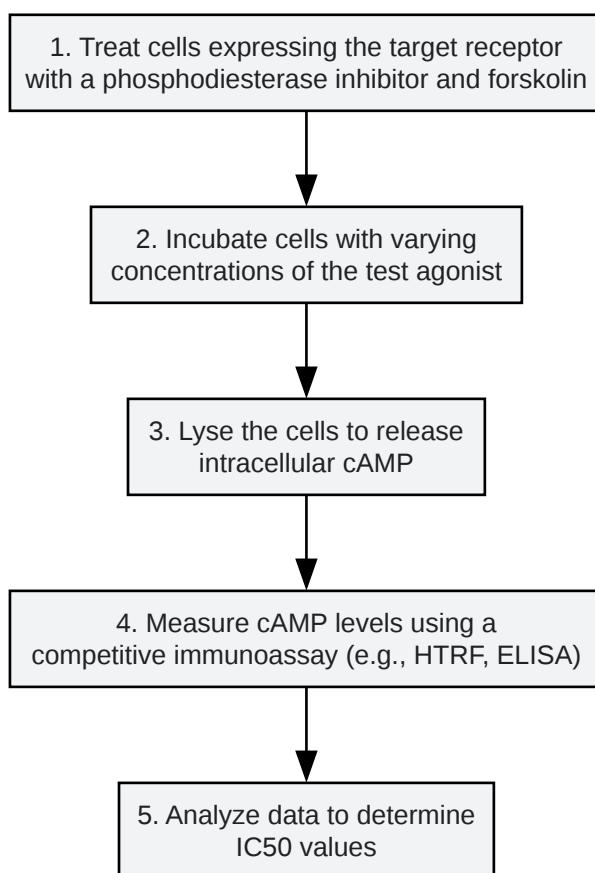 1. Treat cells expressing the target receptor
with a phosphodiesterase inhibitor and forskolin
2. Incubate cells with varying
concentrations of the test agonist
3. Lyse the cells to release
intracellular cAMP
4. Measure cAMP levels using a
competitive immunoassay (e.g., HTRF, ELISA)
5. Analyze data to determine
IC50 values